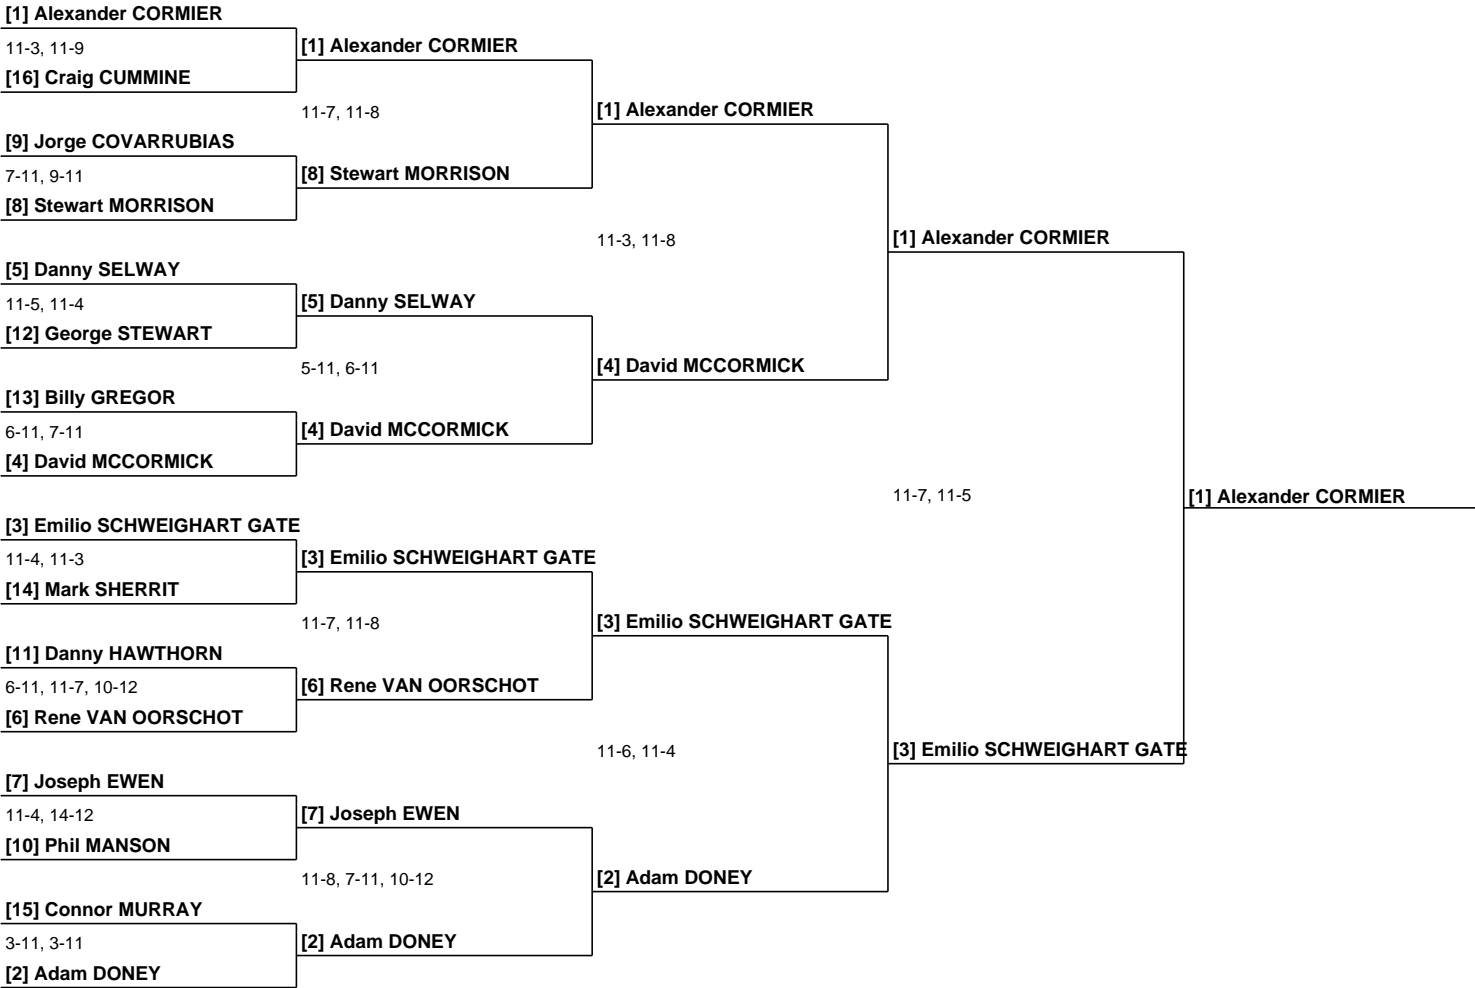 [1] Alexander CORMIER
11-3, 11-9
[16] Craig CUMMINE
[9] Jorge COVARRUBIAS
7-11, 9-11
[8] Stewart MORRISON
[5] Danny SELWAY
11-5, 11-4
[12] George STEWART
[13] Billy GREGOR
6-11, 7-11
[4] David MCCORMICK
[3] Emilio SCHWEIGHART GATE
11-4, 11-3
[14] Mark SHERRIT
[11] Danny HAWTHORN
6-11, 11-7, 10-12
[6] Rene VAN OORSCHOT
[7] Joseph EWEN
11-4, 14-12
[10] Phil MANSON
[15] Connor MURRAY
3-11, 3-11
[2] Adam DONEY
[1] Alexander CORMIER
11-7, 11-8
[8] Stewart MORRISON
[5] Danny SELWAY
5-11, 6-11
[4] David MCCORMICK
[3] Emilio SCHWEIGHART GATE
11-7, 11-8
[6] Rene VAN OORSCHOT
[7] Joseph EWEN
11-8, 7-11, 10-12
[2] Adam DONEY
[1] Alexander CORMIER
11-3, 11-8
[4] David MCCORMICK
[3] Emilio SCHWEIGHART GATE
11-6, 11-4
[2] Adam DONEY
[1] Alexander CORMIER
11-7, 11-5
[3] Emilio SCHWEIGHART GATE
[1] Alexander CORMIER